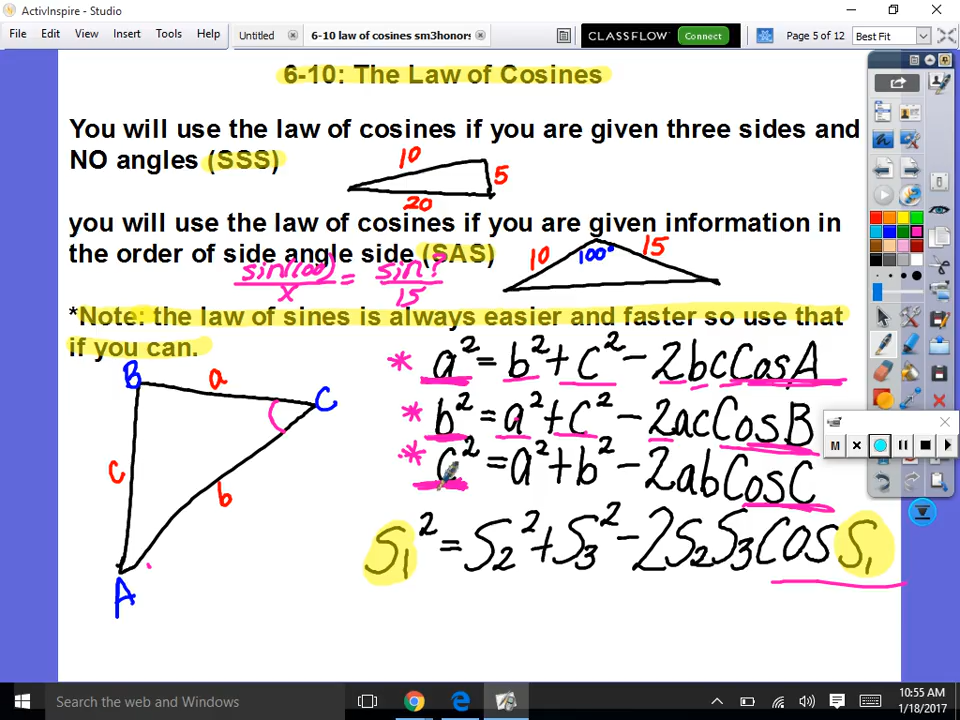 ActivInspire - Studio
File Edit View Insert Tools Help Untitled 6-10 law of cosines sm3honors CLASSFLOW Connect Page 5 of 12 Best Fit
6-10: The Law of Cosines
You will use the law of cosines if you are given three sides and
NO angles (SSS)
10
5
20
you will use the law of cosines if you are given information in
the order of side angle side (SAS)
10 100° 15
sin(100)/x = sin?/15
*Note: the law of sines is always easier and faster so use that
if you can.
B a C
c b
A
* a² = b² + c² - 2bcCosA
* b² = a² + c² - 2acCosB
* c² = a² + b² - 2abCosC
S₁² = S₂² + S₃² - 2S₂S₃ cos S₁
M
Search the web and Windows
10:55 AM
1/18/2017